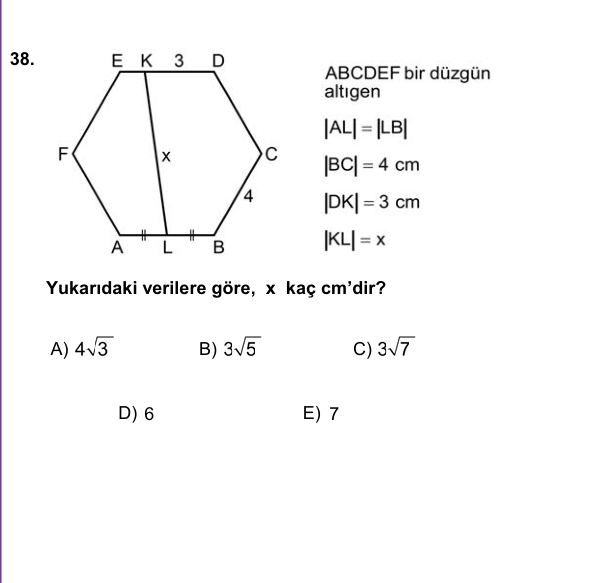 38.
E K 3 D
ABCDEF bir düzgün
altıgen
|AL| = |LB|
F x C
|BC| = 4 cm
4
|DK| = 3 cm
A L B
|KL| = x
Yukarıdaki verilere göre, x kaç cm’dir?
A) 4√3 B) 3√5 C) 3√7
D) 6 E) 7